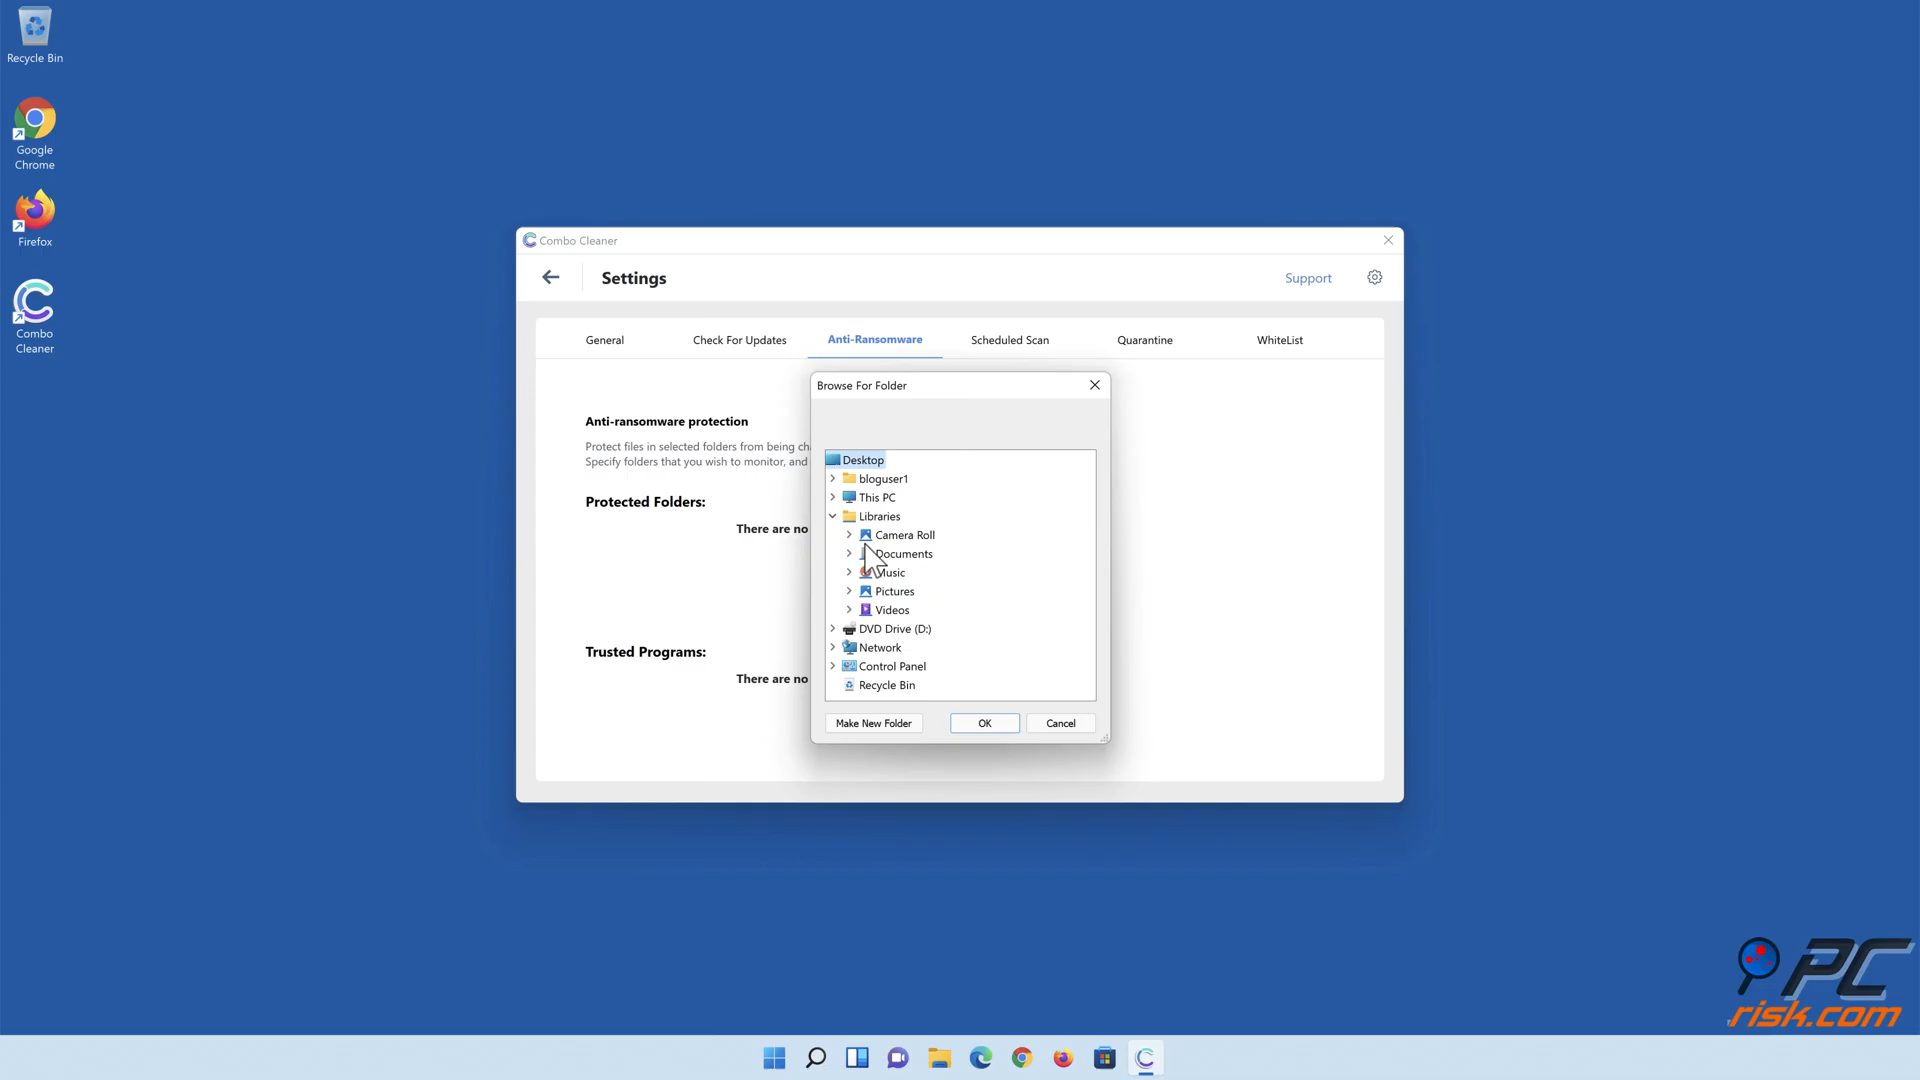 Recycle Bin
Google
Chrome
Firefox
Combo
Cleaner
Combo Cleaner
Settings
Support
General
Check For Updates
Anti-Ransomware
Scheduled Scan
Quarantine
WhiteList
Anti-ransomware protection
Protect files in selected folders from being
Specify folders that you wish to monitor, and
Protected Folders:
There are no
Trusted Programs:
There are no
Browse For Folder
Desktop
bloguser1
This PC
Libraries
Camera Roll
Documents
Music
Pictures
Videos
DVD Drive (D:)
Network
Control Panel
Recycle Bin
Make New Folder
OK
Cancel
PC
risk.com